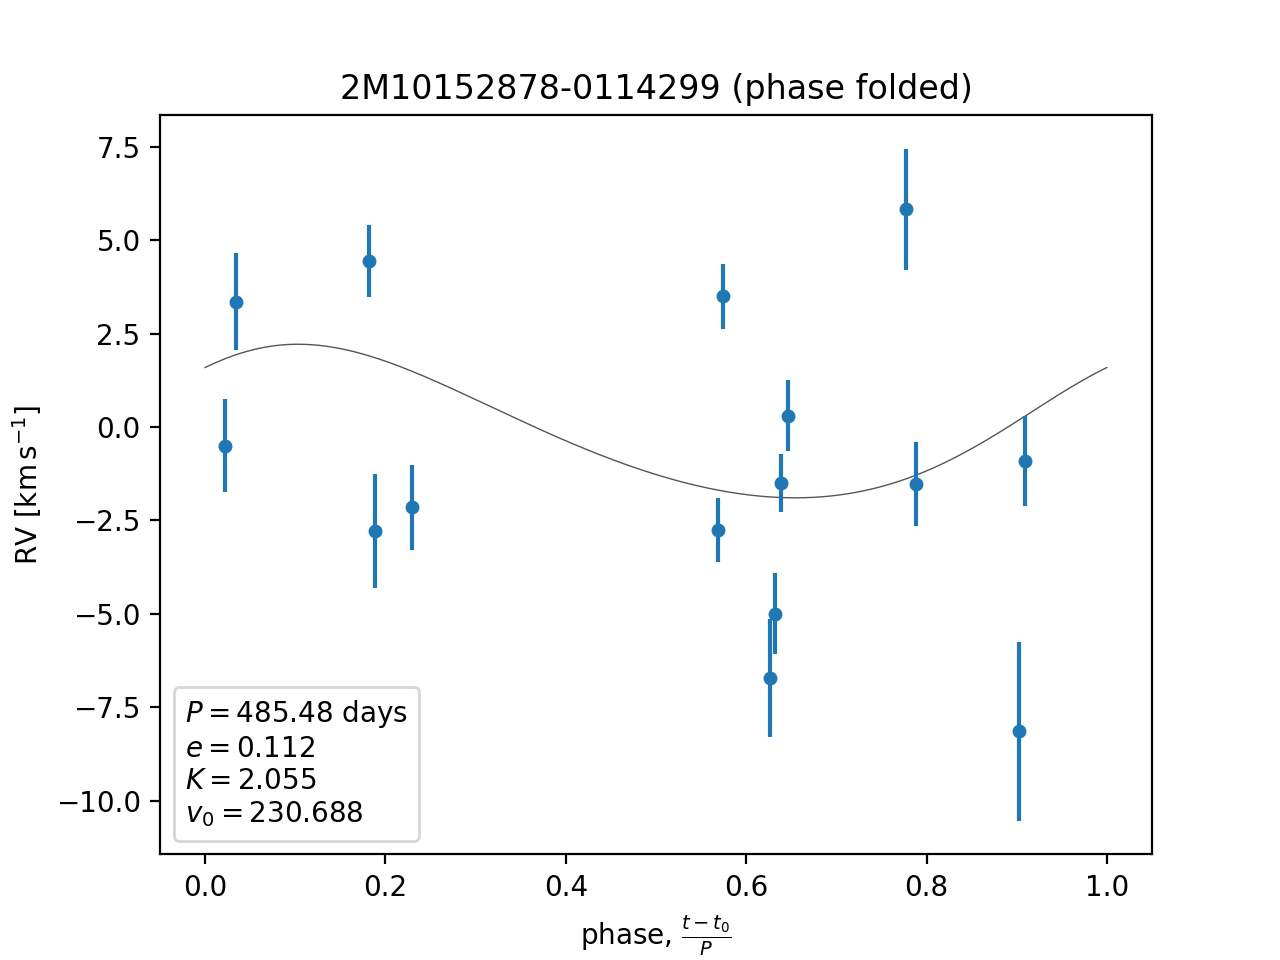 2M10152878-0114299 (phase folded)
7.5
5.0
2.5
0.0
−2.5
−5.0
−7.5
−10.0
RV [km s⁻¹]
P = 485.48 days
e = 0.112
K = 2.055
v₀ = 230.688
0.0 0.2 0.4 0.6 0.8 1.0
phase, (t − t₀)/P